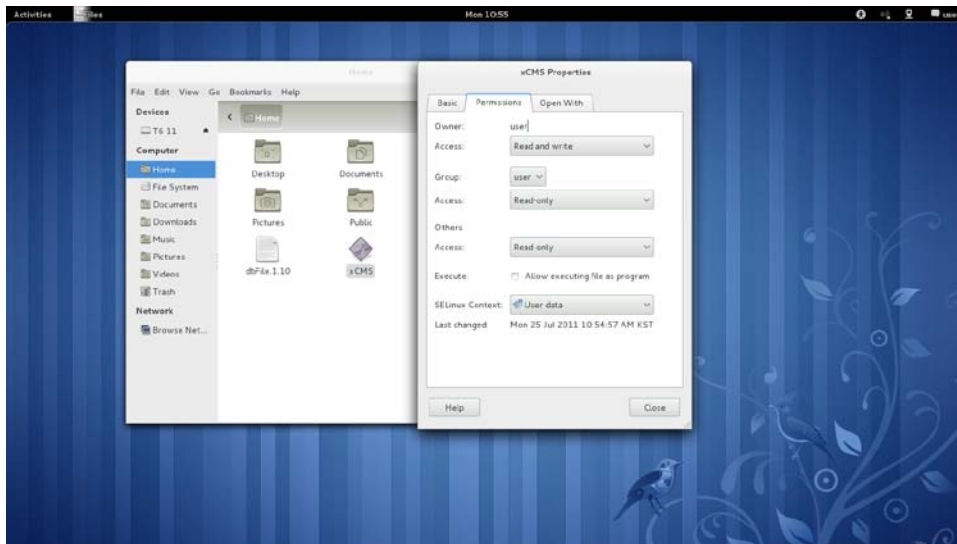 Activities
Files
Mon 10:55
use
Home
File Edit View Go Bookmarks Help
Devices
T6 11
Computer
Home
File System
Documents
Downloads
Music
Pictures
Videos
Trash
Network
Browse Net...
Home
Desktop
Documents
Pictures
Public
dbFile.1.10
xCMS
xCMS Properties
Basic Permissions Open With
Owner: user
Access: Read and write
Group: user
Access: Read-only
Others
Access: Read-only
Execute Allow executing file as program
SELinux Context: User data
Last changed Mon 25 Jul 2011 10:54:57 AM KST
Help
Close